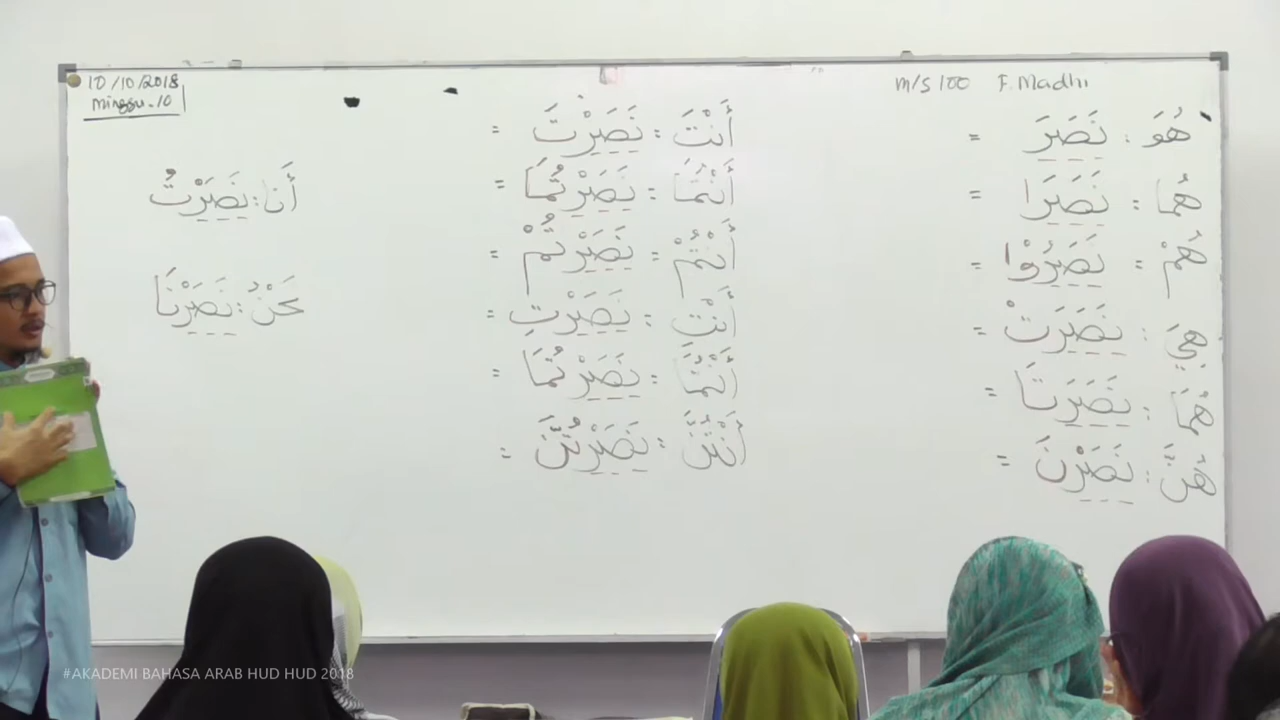 10/10/2018
minggu-10
m/s 100 F. Madhi
هُوَ : نَصَرَ =
هُمَا : نَصَرَا =
هُمْ : نَصَرُوْا =
هِيَ : نَصَرَتْ =
هُمَا : نَصَرَتَا =
هُنَّ : نَصَرْنَ =
أَنْتَ : نَصَرْتَ =
أَنْتُمَا : نَصَرْتُمَا =
أَنْتُمْ : نَصَرْتُمْ =
أَنْتِ : نَصَرْتِ =
أَنْتُمَا : نَصَرْتُمَا =
أَنْتُنَّ : نَصَرْتُنَّ =
أَنَا : نَصَرْتُ
نَحْنُ : نَصَرْنَا
#AKADEMI BAHASA ARAB HUD HUD 2018